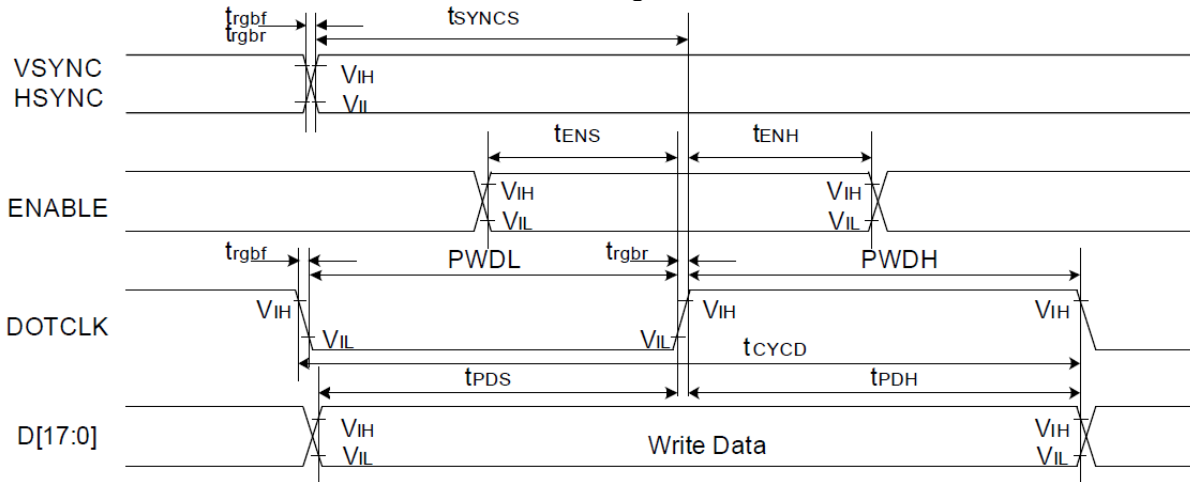 trgbf
trgbr
tSYNCS
VSYNC
HSYNC
VIH
VIL
tENS
tENH
ENABLE
VIH
VIL
VIH
VIL
trgbf
PWDL
trgbr
PWDH
DOTCLK
VIH
VIL
VIL
VIH
VIH
tCYCD
tPDS
tPDH
D[17:0]
VIH
VIL
Write Data
VIH
VIL